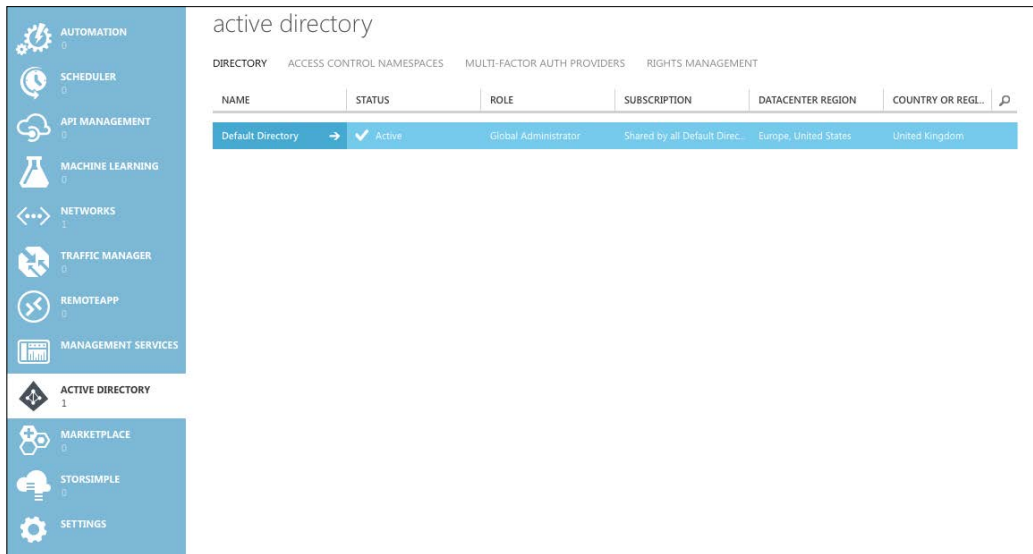 AUTOMATION
0
SCHEDULER
0
API MANAGEMENT
0
MACHINE LEARNING
0
NETWORKS
1
TRAFFIC MANAGER
0
REMOTEAPP
0
MANAGEMENT SERVICES
ACTIVE DIRECTORY
1
MARKETPLACE
0
STORSIMPLE
0
SETTINGS
active directory
DIRECTORY ACCESS CONTROL NAMESPACES MULTI-FACTOR AUTH PROVIDERS RIGHTS MANAGEMENT
NAME STATUS ROLE SUBSCRIPTION DATACENTER REGION COUNTRY OR REGI...
Default Directory Active Global Administrator Shared by all Default Direc... Europe, United States United Kingdom